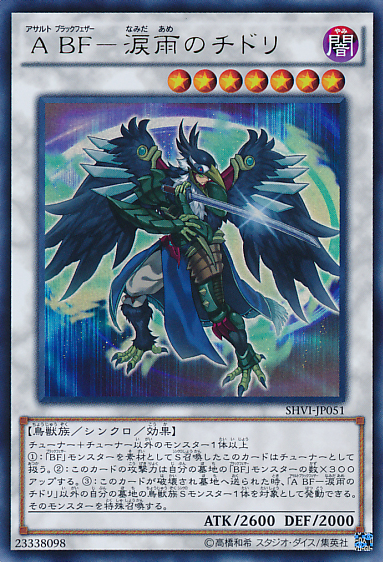 アサルト ブラックフェザー なみだ あめ
A BF－涙雨のチドリ
やみ
闇
SHVI-JP051
【鳥獣族／シンクロ／効果】
チューナー＋チューナー以外のモンスター1体以上
①：「BF」モンスターを素材としてS召喚したこのカードはチューナーとして
扱う。②：このカードの攻撃力は自分の墓地の「BF」モンスターの数×300
アップする。③：このカードが破壊され墓地へ送られた時、「A BF－涙雨のチ
ドリ」以外の自分の墓地の鳥獣族Sモンスター1体を対象として発動できる。
そのモンスターを特殊召喚する。
ATK/2600 DEF/2000
23338098
©高橋和希 スタジオ・ダイス/集英社